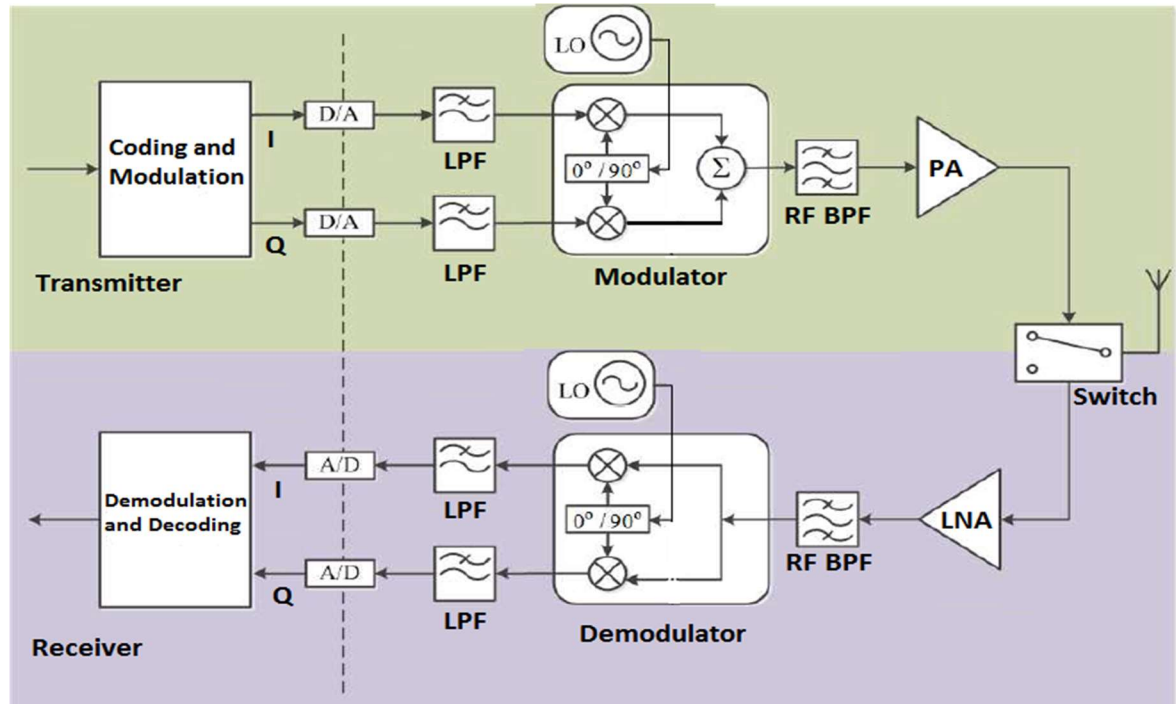 LO
Coding and
Modulation
I
D/A
LPF
0° / 90°
Σ
RF BPF
PA
Q
D/A
LPF
Modulator
Transmitter
Switch
LO
Demodulation
and Decoding
I
A/D
LPF
0° / 90°
RF BPF
LNA
Q
A/D
LPF
Demodulator
Receiver